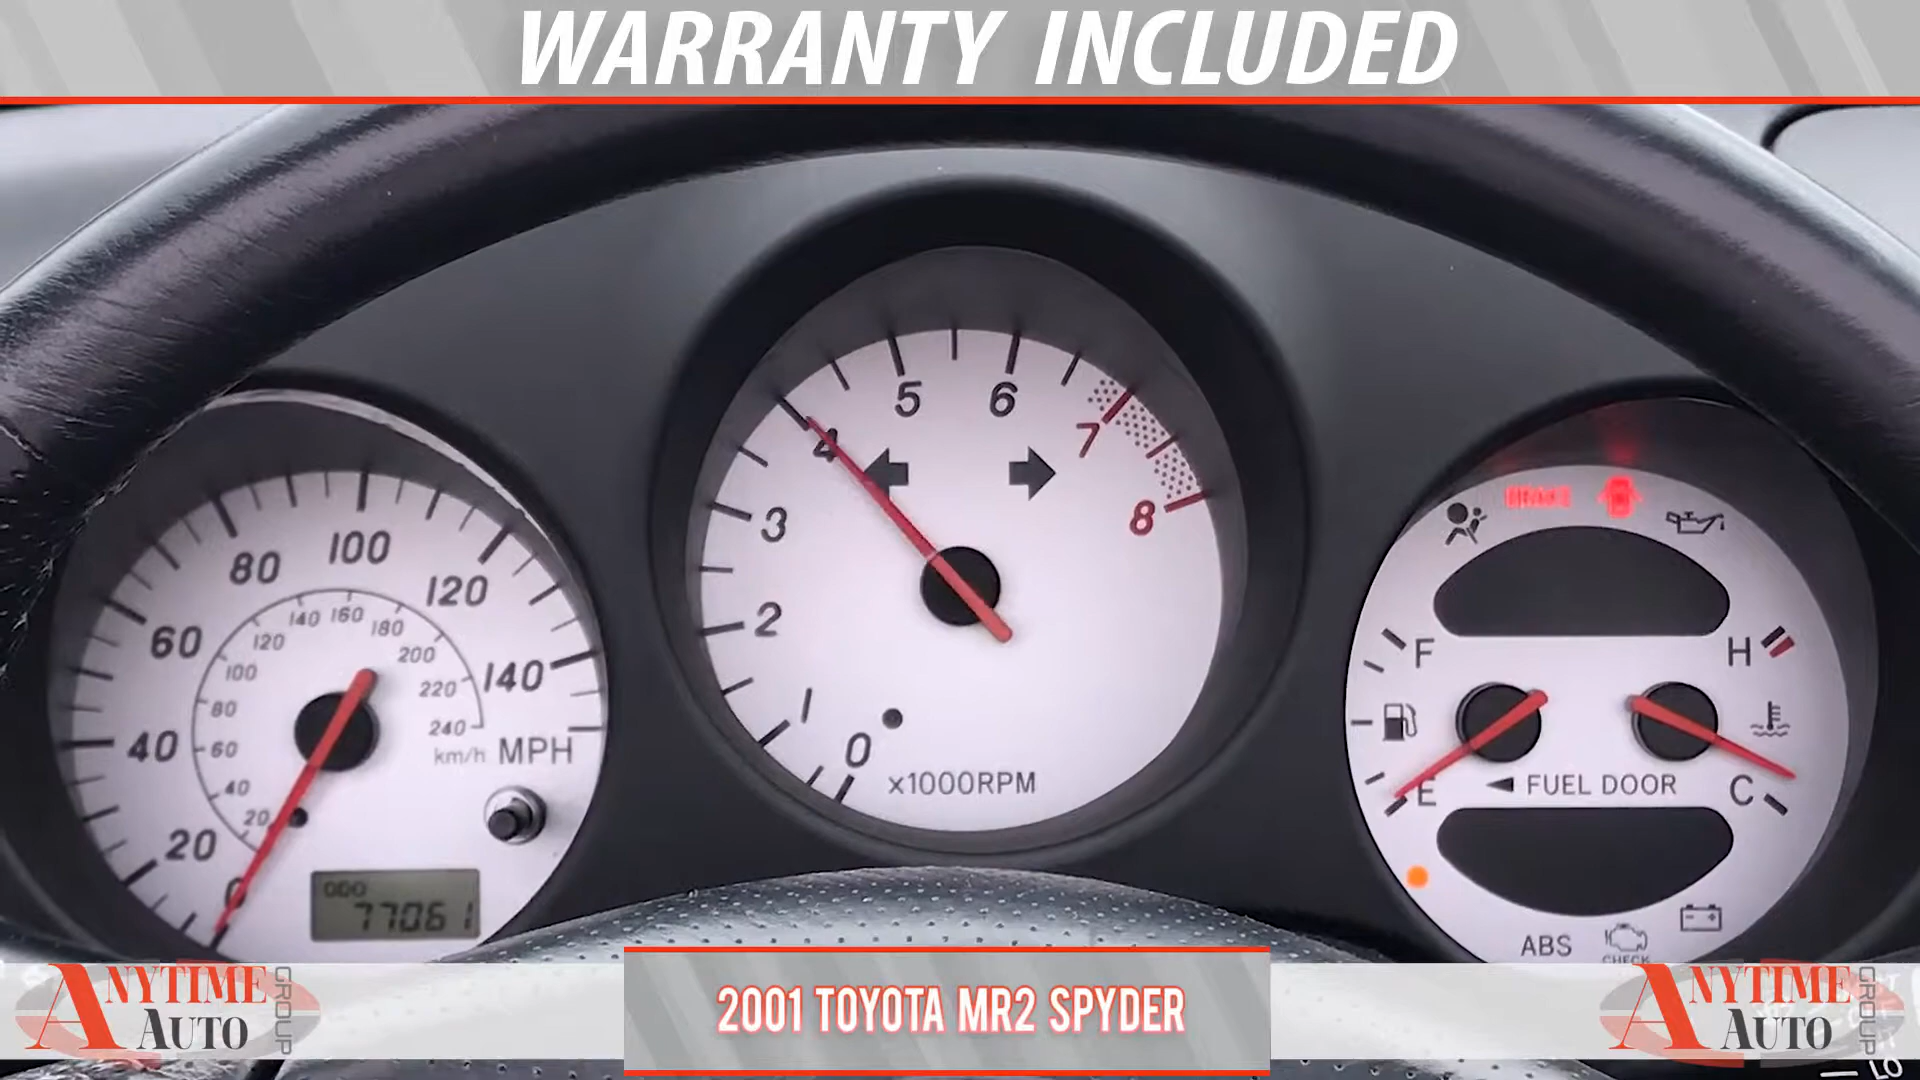 WARRANTY INCLUDED
5 6
4 7
3 8
2
1
0
x1000RPM
100
80 120
60 140
40
20
0
140 160 180
120 200
100 220
80 240
60
40
20
km/h MPH
ODO
77061
BRAKE
F H
E C
FUEL DOOR
ABS
CHECK
ANYTIME
AUTO
GROUP
2001 TOYOTA MR2 SPYDER
ANYTIME
AUTO
GROUP
LO